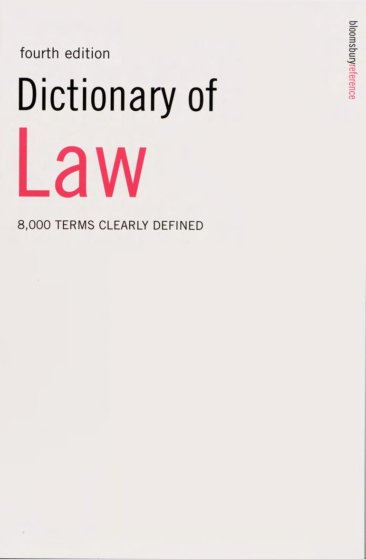 fourth edition
Dictionary of
Law
8,000 TERMS CLEARLY DEFINED
bloomsburyreference